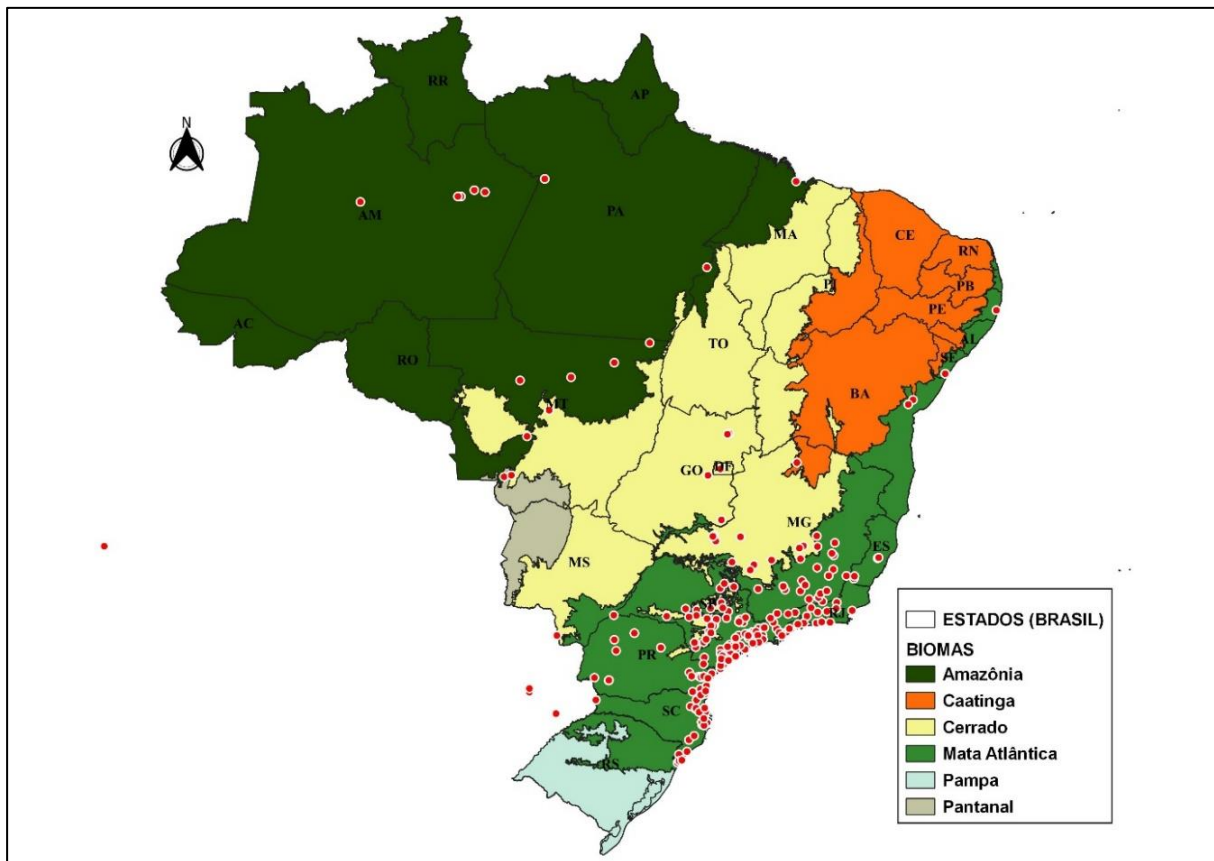 N
RR
AP
AM
PA
MA
CE
RN
PI
PB
PE
AC
AL
TO
RO
SE
BA
MT
DF
GO
MG
ES
MS
RJ
PR
SC
RS
ESTADOS (BRASIL)
BIOMAS
Amazônia
Caatinga
Cerrado
Mata Atlântica
Pampa
Pantanal